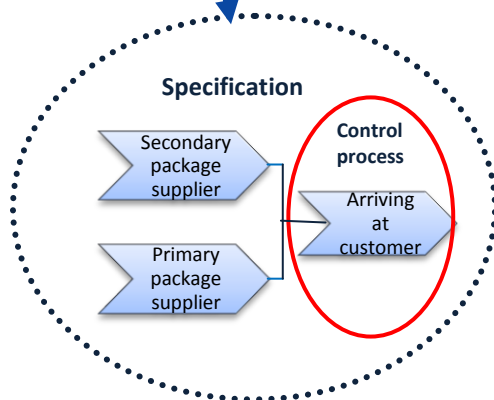 Specification
Secondary
package
supplier
Control
process
Arriving
at
customer
Primary
package
supplier